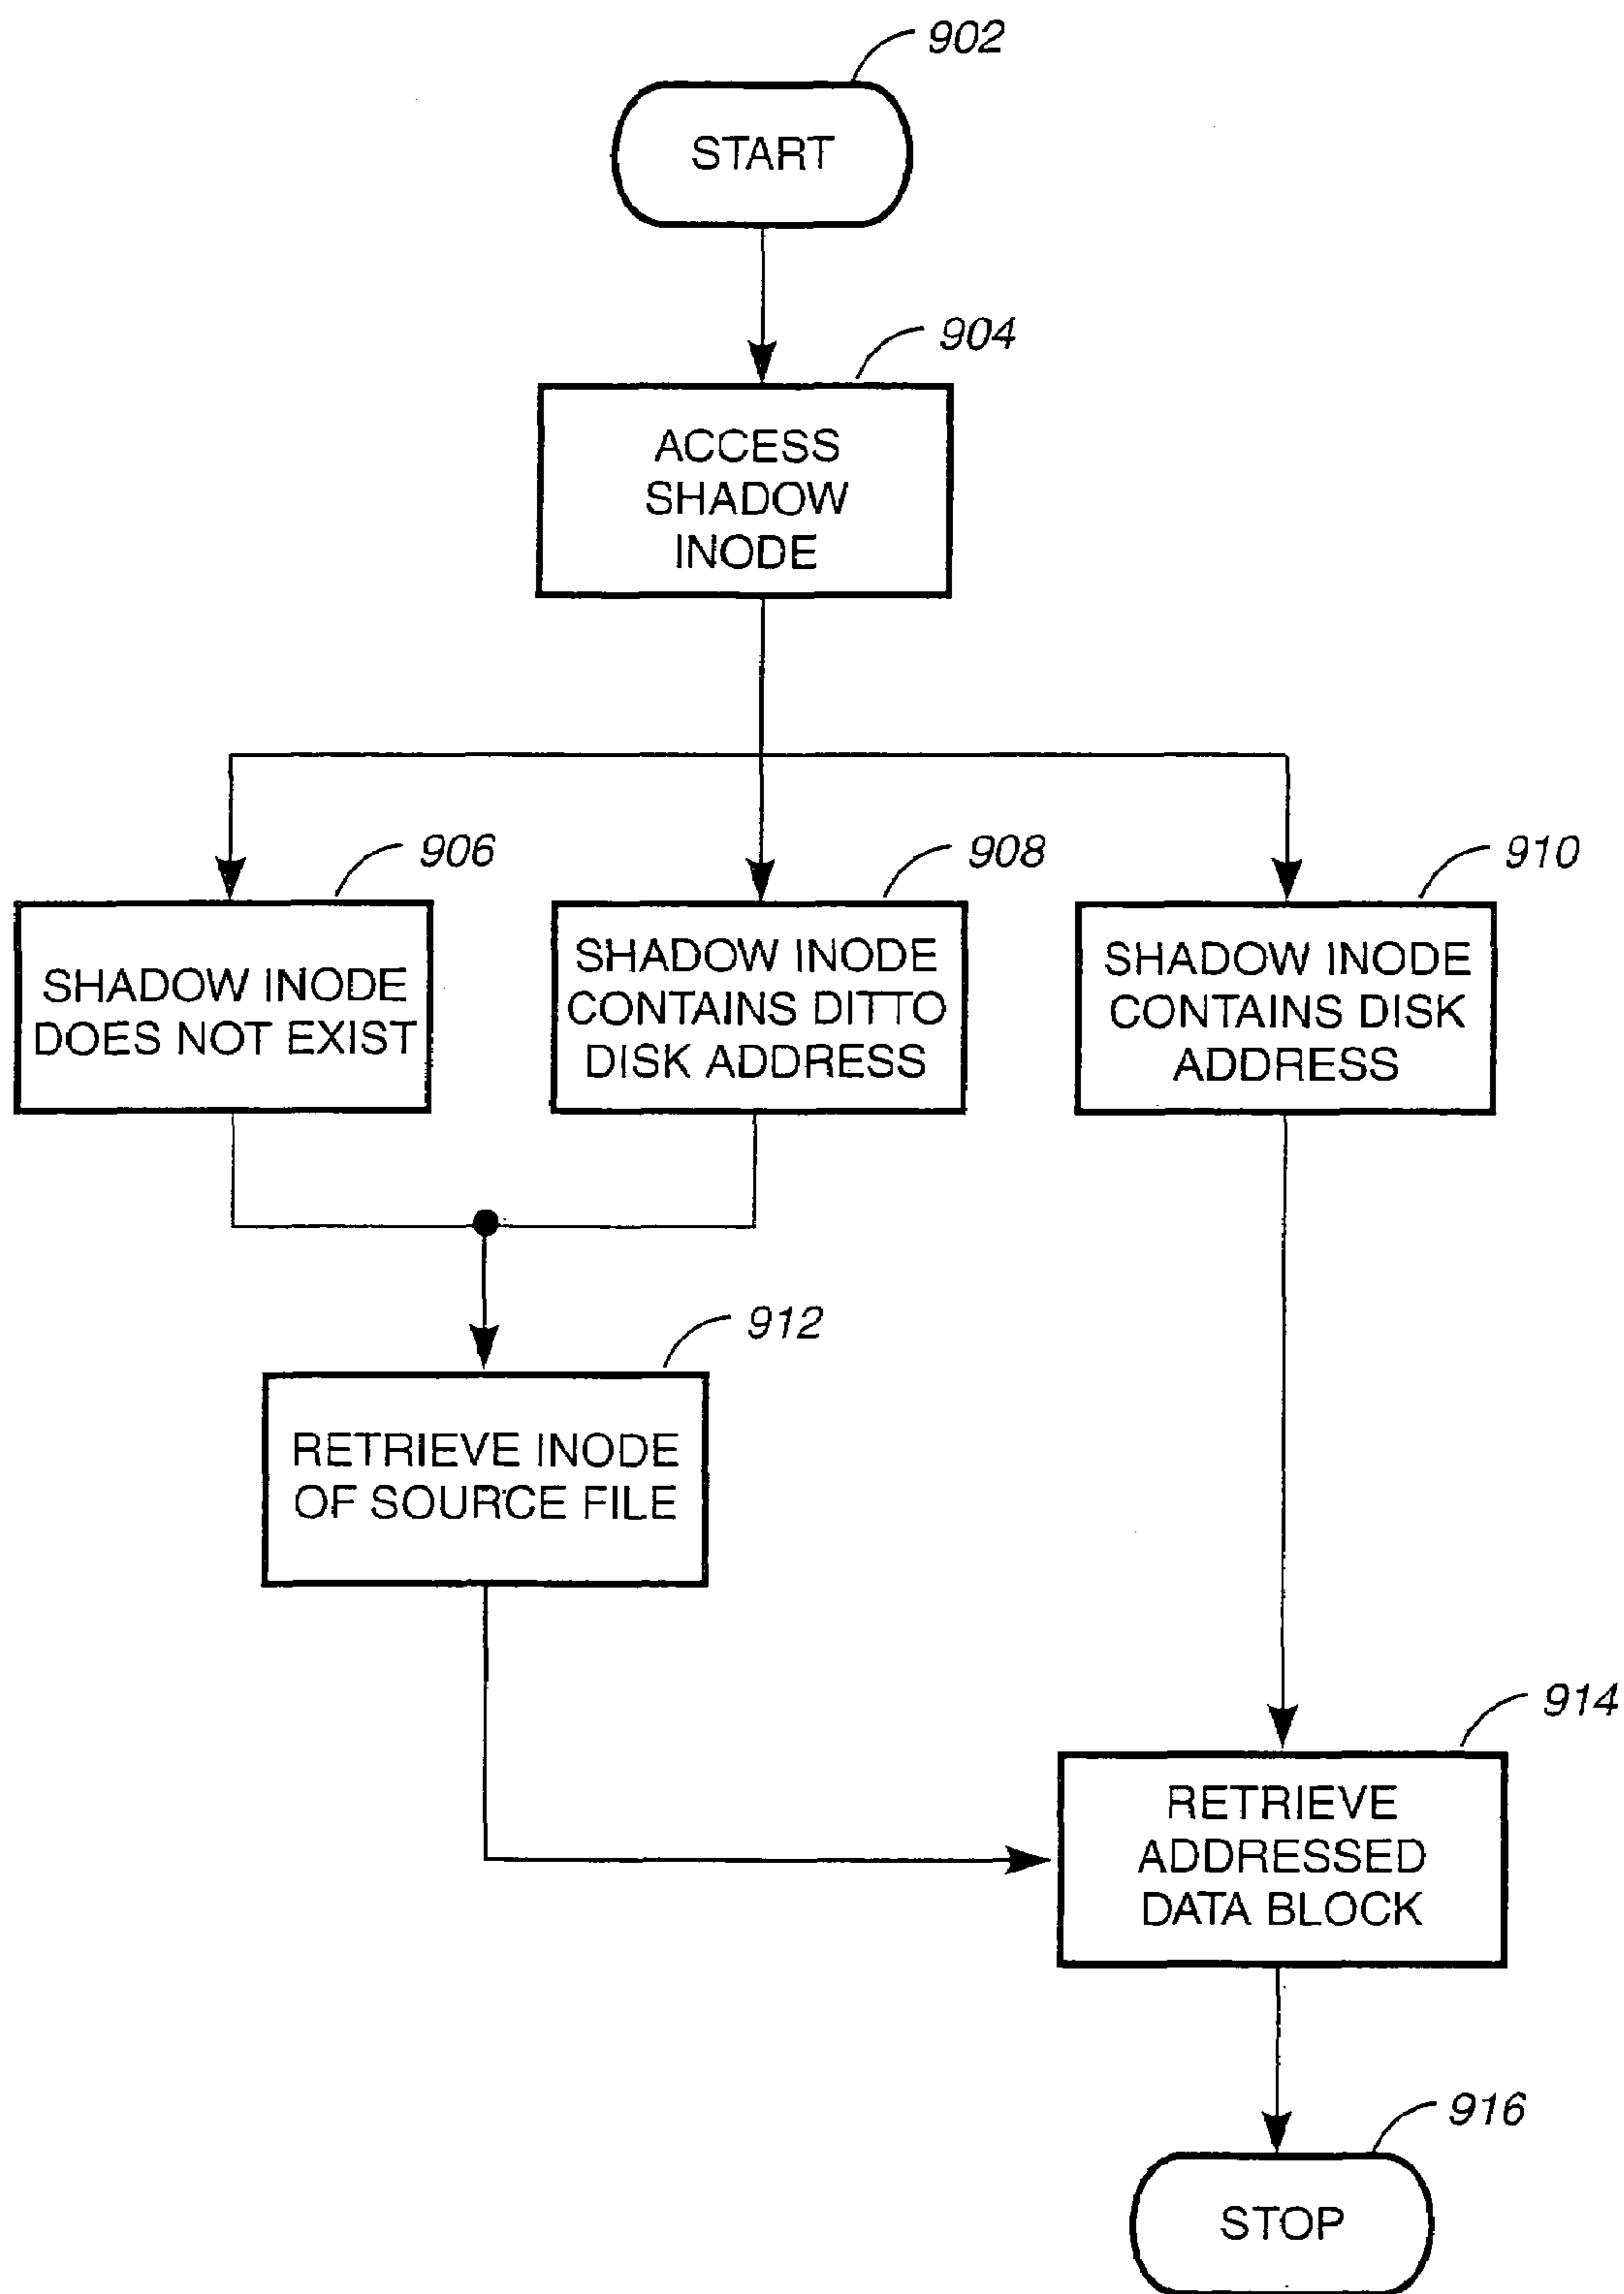 902
START
904
ACCESS
SHADOW
INODE
906
SHADOW INODE
DOES NOT EXIST
908
SHADOW INODE
CONTAINS DITTO
DISK ADDRESS
910
SHADOW INODE
CONTAINS DISK
ADDRESS
912
RETRIEVE INODE
OF SOURCE FILE
914
RETRIEVE
ADDRESSED
DATA BLOCK
916
STOP